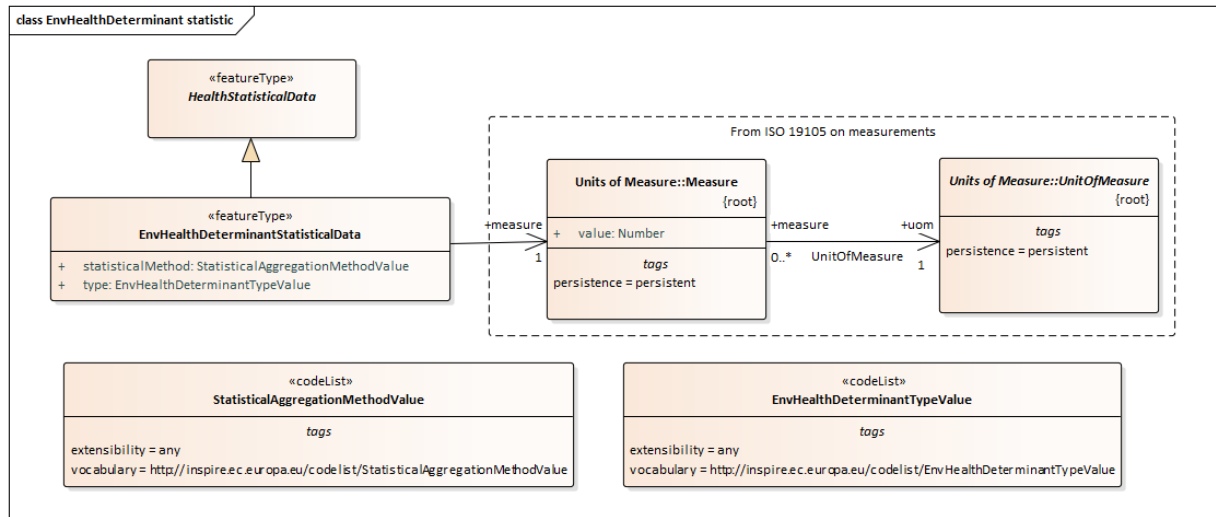 class EnvHealthDeterminant statistic
«featureType»
HealthStatisticalData
From ISO 19105 on measurements
Units of Measure::Measure
{root}
+ value: Number
tags
persistence = persistent
Units of Measure::UnitOfMeasure
{root}
tags
persistence = persistent
«featureType»
EnvHealthDeterminantStatisticalData
+ statisticalMethod: StatisticalAggregationMethodValue
+ type: EnvHealthDeterminantTypeValue
+measure
1
+measure
0..*
UnitOfMeasure
+uom
1
«codeList»
StatisticalAggregationMethodValue
tags
extensibility = any
vocabulary = http://inspire.ec.europa.eu/codelist/StatisticalAggregationMethodValue
«codeList»
EnvHealthDeterminantTypeValue
tags
extensibility = any
vocabulary = http://inspire.ec.europa.eu/codelist/EnvHealthDeterminantTypeValue